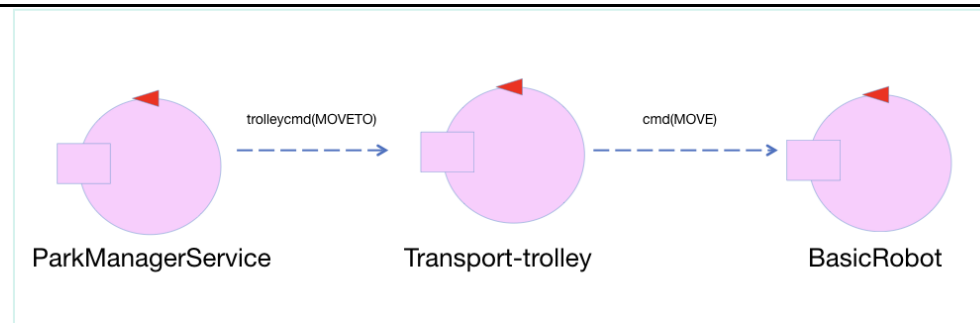 trolleycmd(MOVETO)
cmd(MOVE)
ParkManagerService
Transport-trolley
BasicRobot